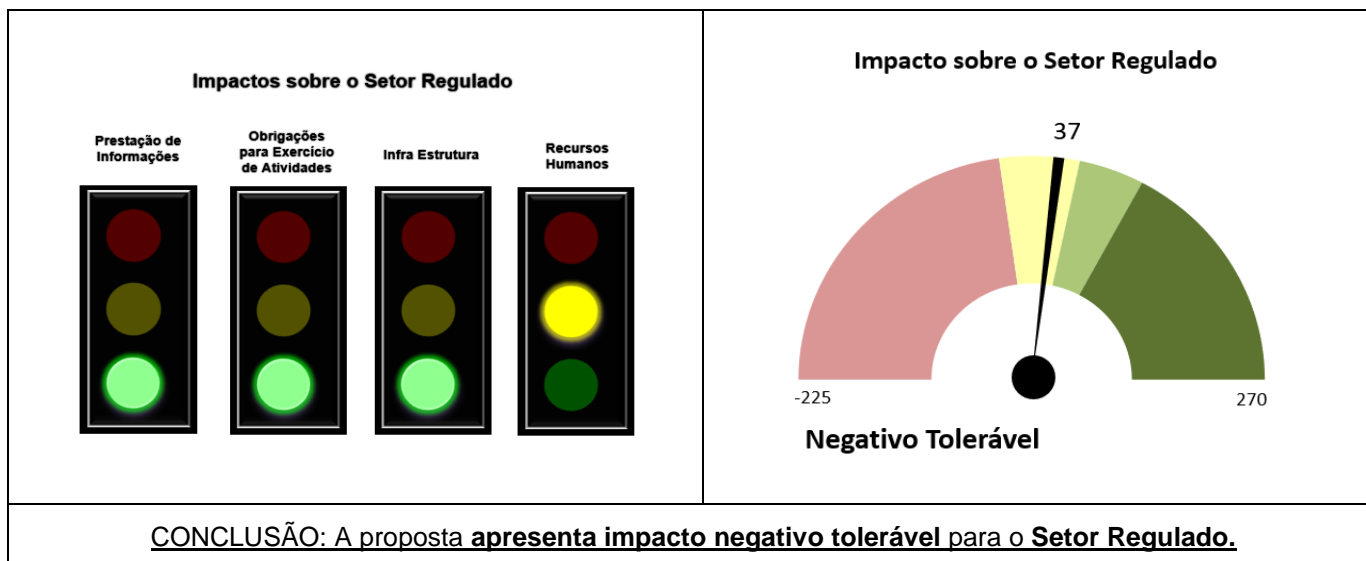 Impactos sobre o Setor Regulado
Prestação de
Informações
Obrigações
para Exercício
de Atividades
Infra Estrutura
Recursos
Humanos
Impacto sobre o Setor Regulado
37
-225
270
Negativo Tolerável
CONCLUSÃO: A proposta apresenta impacto negativo tolerável para o Setor Regulado.